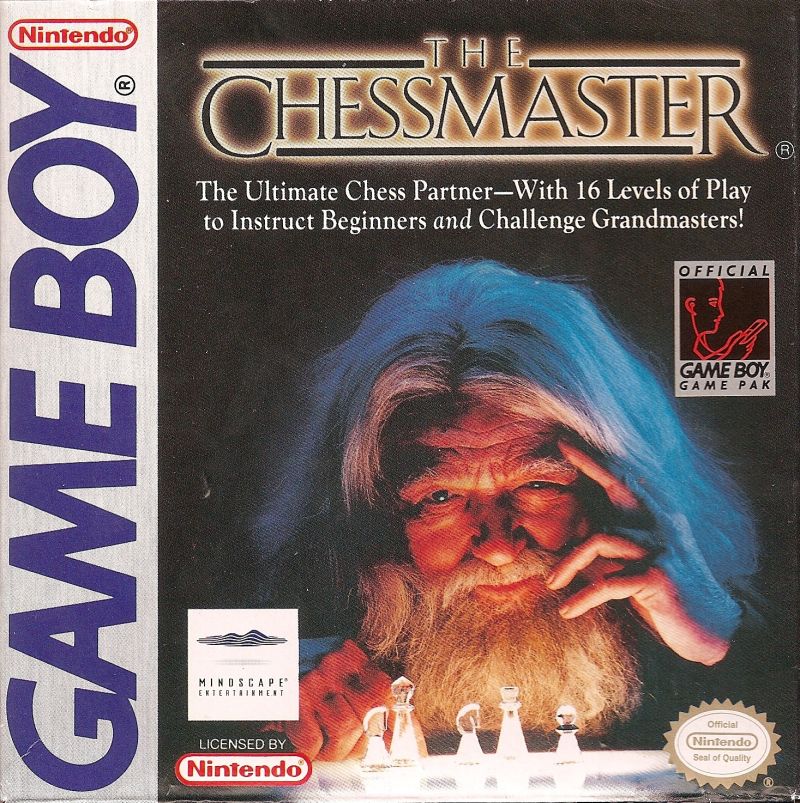 Nintendo®
GAME BOY®
THE
CHESSMASTER®
The Ultimate Chess Partner—With 16 Levels of Play
to Instruct Beginners and Challenge Grandmasters!
OFFICIAL
GAME BOY®
GAME PAK
MINDSCAPE®
ENTERTAINMENT
LICENSED BY
Nintendo®
Official
Nintendo
Seal of Quality
®